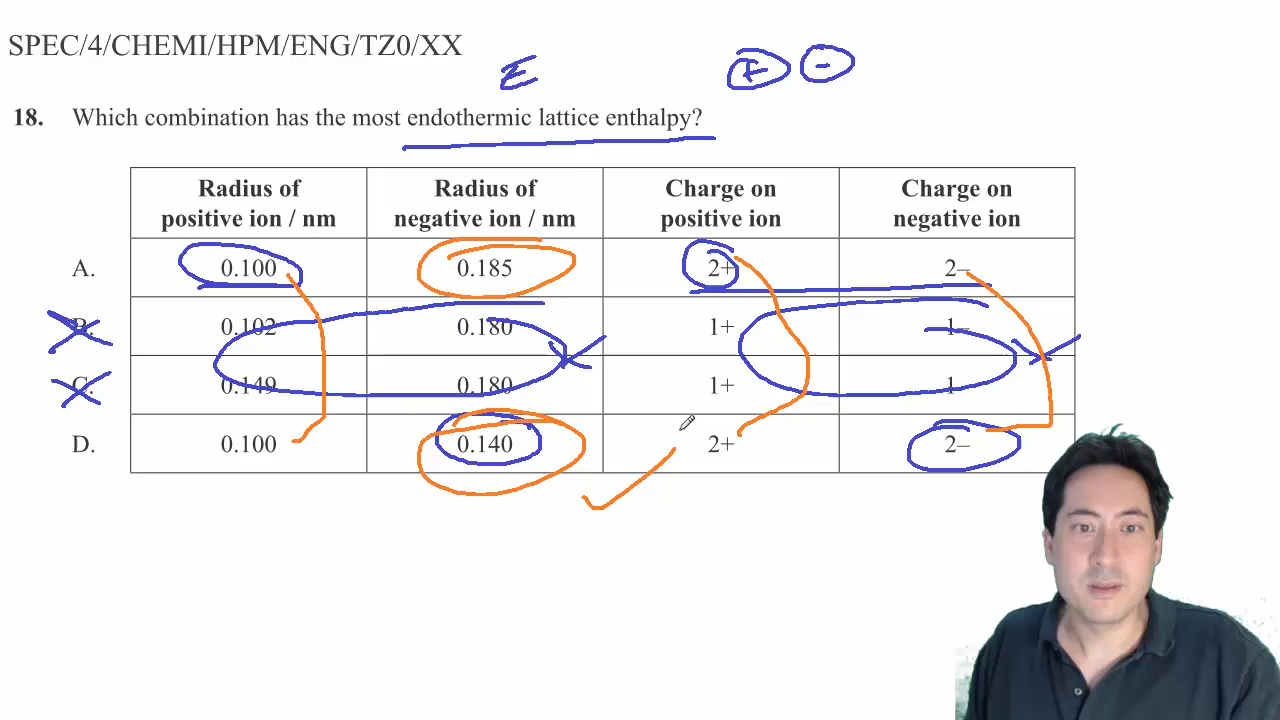 SPEC/4/CHEMI/HPM/ENG/TZ0/XX
+ -
18. Which combination has the most endothermic lattice enthalpy?
Radius of positive ion / nm Radius of negative ion / nm Charge on positive ion Charge on negative ion
A. 0.100 0.185 2+ 2–
B. 0.102 0.180 1+ 1–
C. 0.149 0.180 1+ 1–
D. 0.100 0.140 2+ 2–